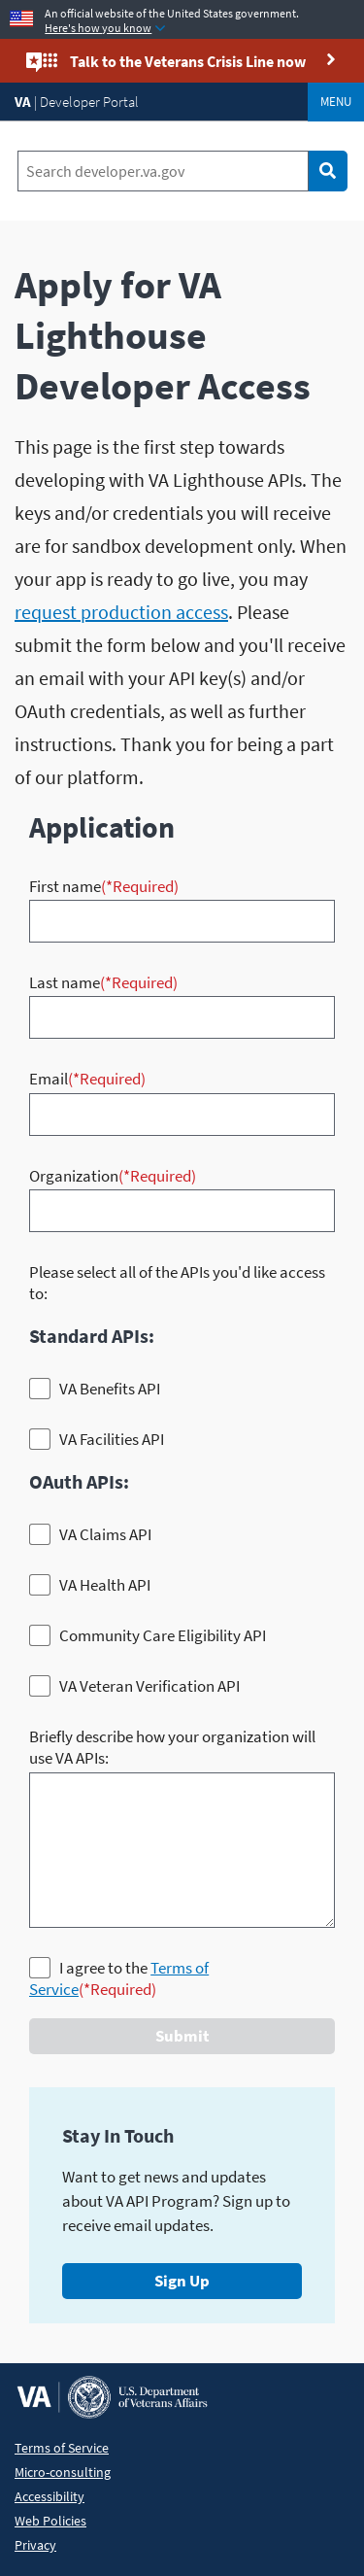 An official website of the United States government.
Here's how you know
Talk to the Veterans Crisis Line now
VA | Developer Portal
MENU
Search developer.va.gov
Apply for VA
Lighthouse
Developer Access
This page is the first step towards
developing with VA Lighthouse APIs. The
keys and/or credentials you will receive
are for sandbox development only. When
your app is ready to go live, you may
request production access. Please
submit the form below and you'll receive
an email with your API key(s) and/or
OAuth credentials, as well as further
instructions. Thank you for being a part
of our platform.
Application
First name(*Required)
Last name(*Required)
Email(*Required)
Organization(*Required)
Please select all of the APIs you'd like access
to:
Standard APIs:
VA Benefits API
VA Facilities API
OAuth APIs:
VA Claims API
VA Health API
Community Care Eligibility API
VA Veteran Verification API
Briefly describe how your organization will
use VA APIs:
I agree to the Terms of
Service(*Required)
Submit
Stay In Touch
Want to get news and updates
about VA API Program? Sign up to
receive email updates.
Sign Up
VA
U.S. Department
of Veterans Affairs
Terms of Service
Micro-consulting
Accessibility
Web Policies
Privacy